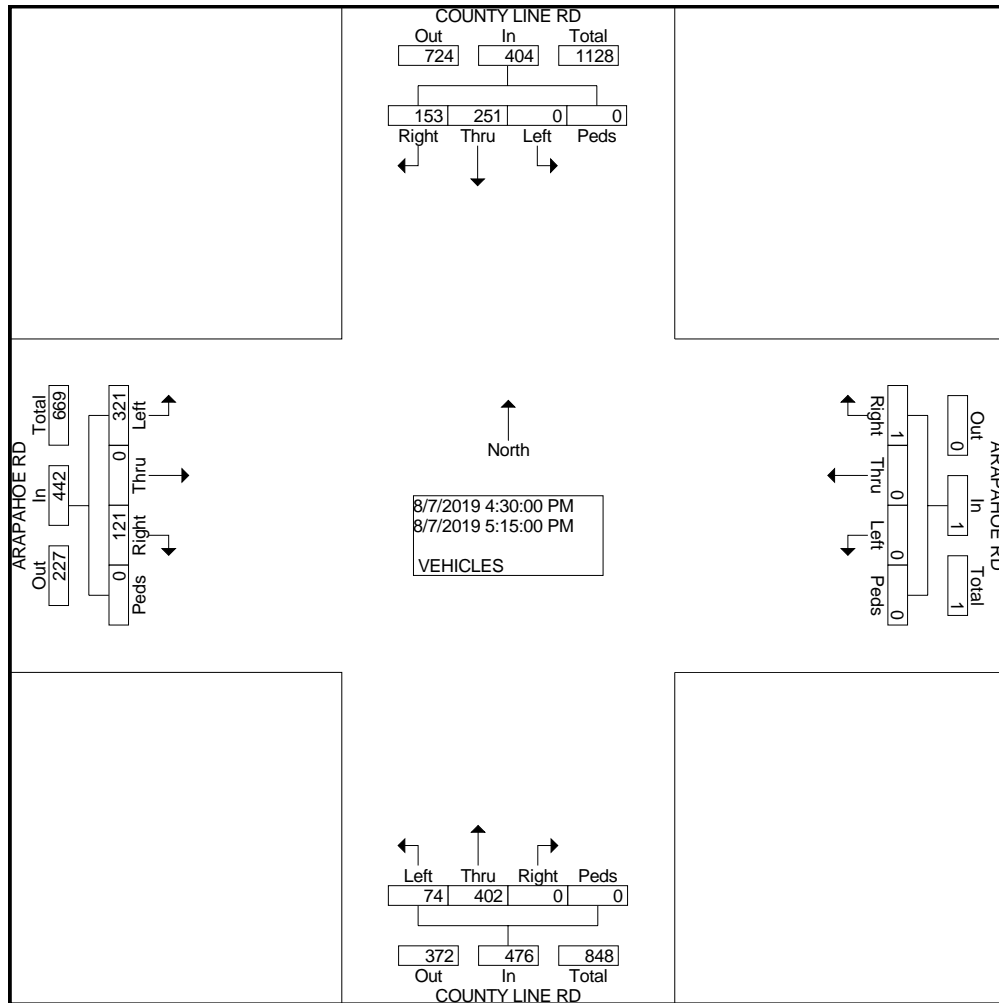 COUNTY LINE RD
Out In Total
724 404 1128
153 251 0 0
Right Thru Left Peds
ARAPAHOE RD
Total In Out
669 442 227
321 0 121 0
Left Thru Right Peds
North
8/7/2019 4:30:00 PM
8/7/2019 5:15:00 PM
VEHICLES
Right Thru Left Peds
1 0 0 0
Out In Total
0 1 1
ARAPAHOE RD
Left Thru Right Peds
74 402 0 0
372 476 848
Out In Total
COUNTY LINE RD